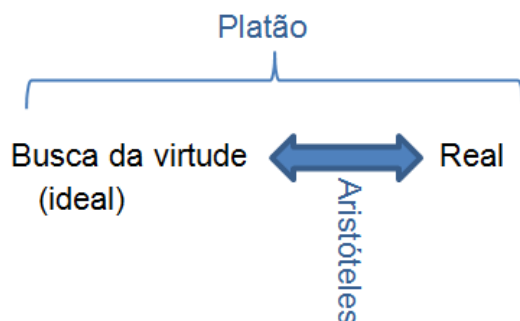 Platão
Busca da virtude
(ideal)
Real
Aristóteles